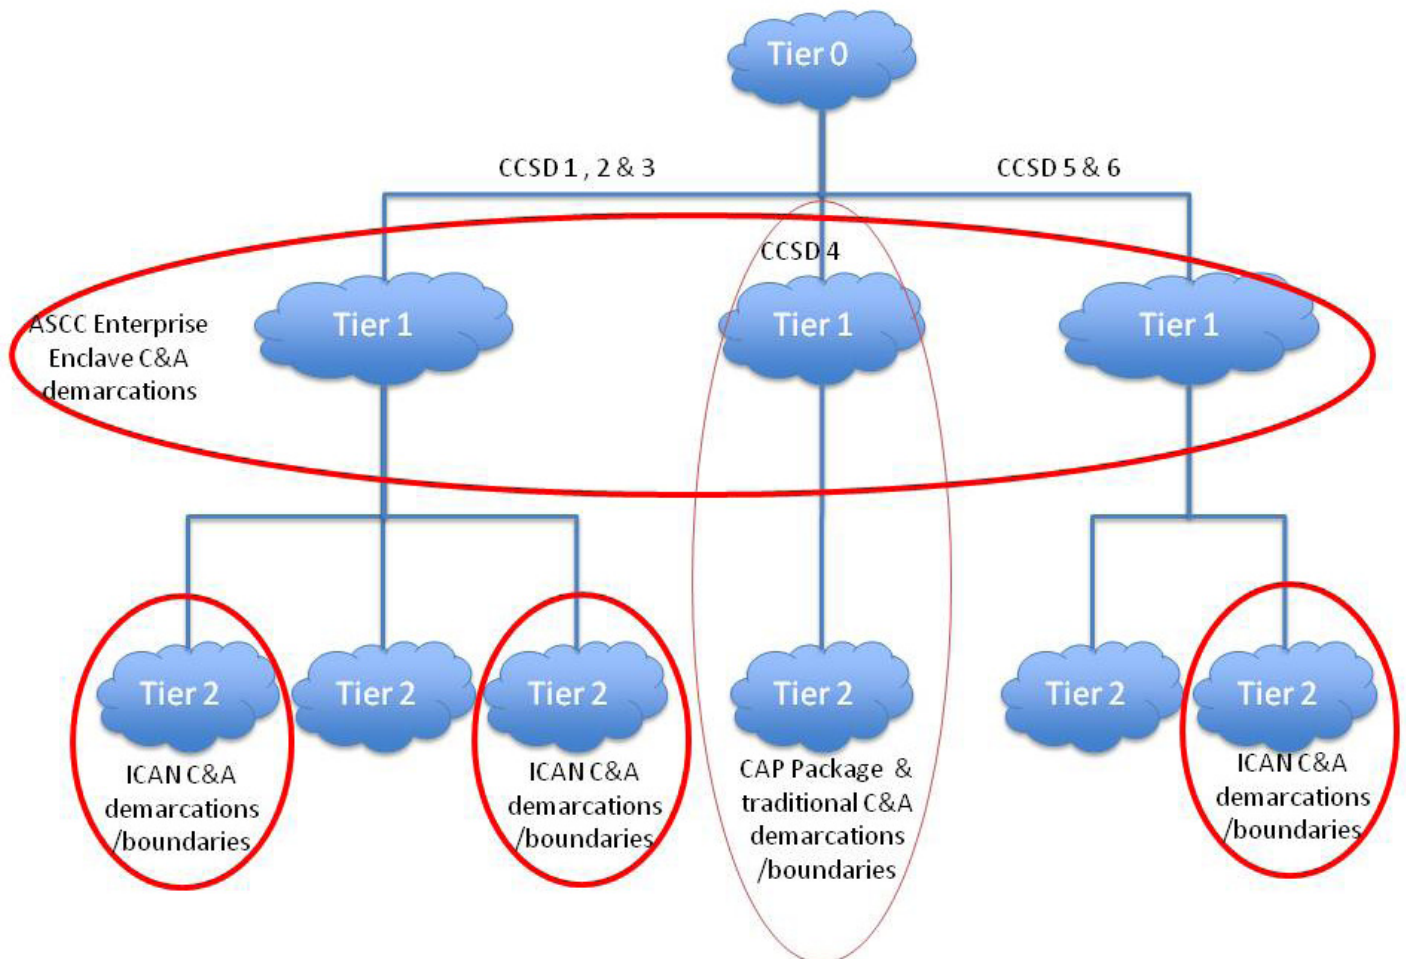 Tier 0
CCSD 1 , 2 & 3
CCSD 5 & 6
CCSD 4
ASCC Enterprise
Enclave C&A
demarcations
Tier 1
Tier 1
Tier 1
Tier 2
Tier 2
Tier 2
Tier 2
Tier 2
Tier 2
ICAN C&A
demarcations
/boundaries
ICAN C&A
demarcations
/boundaries
CAP Package &
traditional C&A
demarcations
/boundaries
ICAN C&A
demarcations
/boundaries